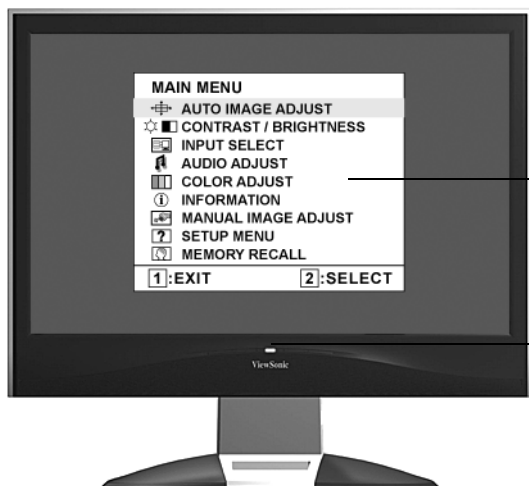 MAIN MENU
AUTO IMAGE ADJUST
CONTRAST / BRIGHTNESS
INPUT SELECT
AUDIO ADJUST
COLOR ADJUST
INFORMATION
MANUAL IMAGE ADJUST
? SETUP MENU
MEMORY RECALL
1:EXIT 2:SELECT
ViewSonic